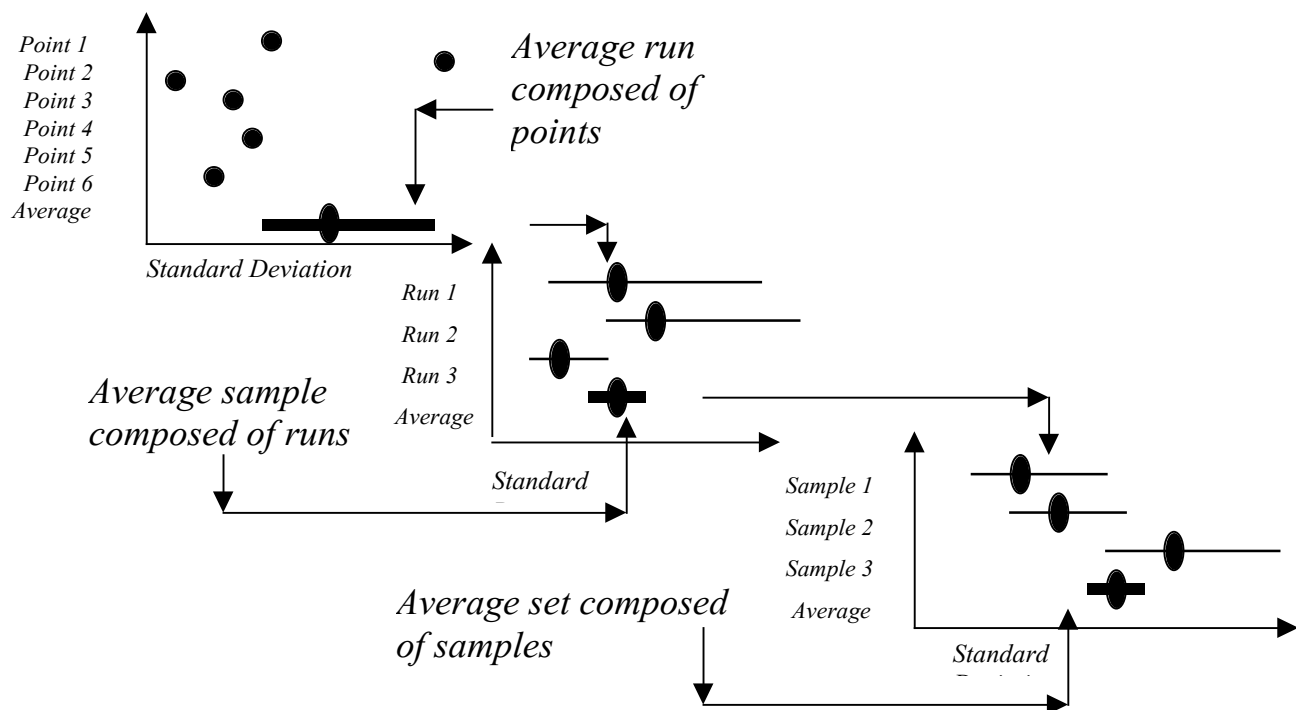 Point 1
Point 2
Point 3
Point 4
Point 5
Point 6
Average
Standard Deviation
Average run
composed of
points
Run 1
Run 2
Run 3
Average
Standard
Average sample
composed of runs
Sample 1
Sample 2
Sample 3
Average
Standard
Average set composed
of samples